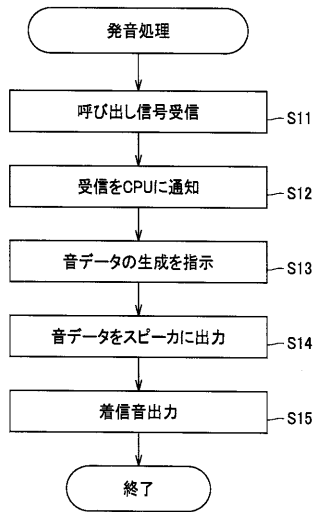 発音処理
呼び出し信号受信
S11
受信をCPUに通知
S12
音データの生成を指示
S13
音データをスピーカに出力
S14
着信音出力
S15
終了